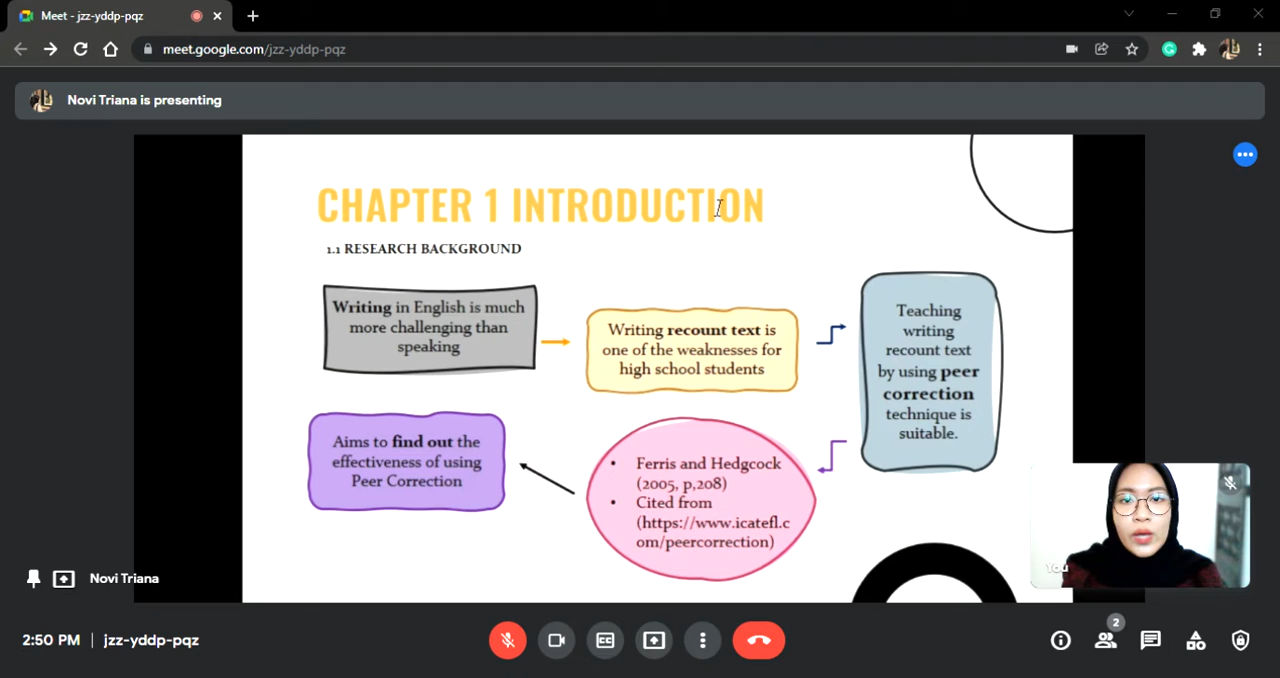 Meet - jzz-yddp-pqz
meet.google.com/jzz-yddp-pqz
Novi Triana is presenting
CHAPTER 1 INTRODUCTION
1.1 RESEARCH BACKGROUND
Writing in English is much
more challenging than
speaking
Writing recount text is
one of the weaknesses for
high school students
Teaching
writing
recount text
by using peer
correction
technique is
suitable.
Ferris and Hedgcock
(2005, p,208)
Cited from
(https://www.icatefl.c
om/peercorrection)
Aims to find out the
effectiveness of using
Peer Correction
You
Novi Triana
2:50 PM | jzz-yddp-pqz
2